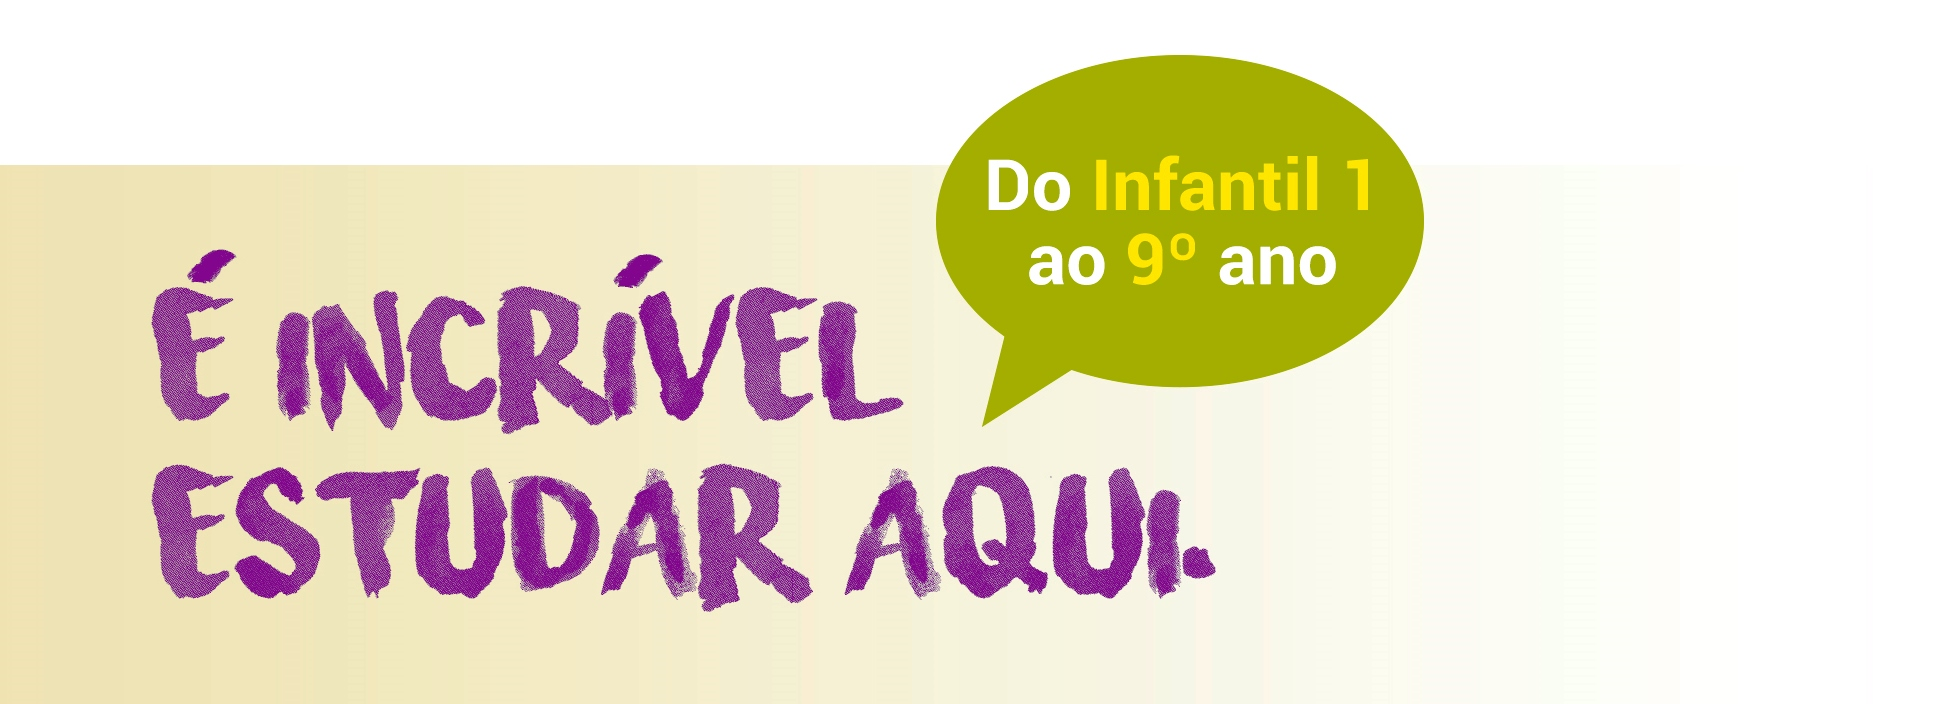 Do Infantil 1
ao 9º ano
É INCRÍVEL
ESTUDAR AQUI.